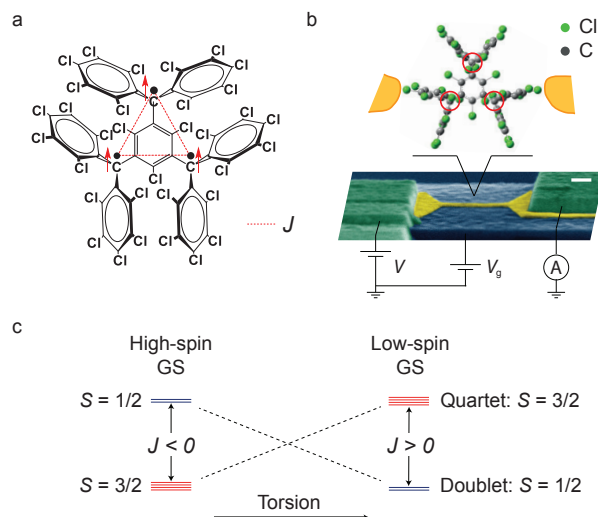 a
Cl Cl
Cl Cl Cl
Cl Cl
Cl Cl
Cl C Cl
Cl Cl
Cl Cl Cl Cl
Cl Cl
Cl C Cl C Cl
Cl Cl Cl Cl
Cl Cl Cl Cl
Cl Cl
J
b
Cl
C
V
Vg
A
c
High-spin
GS
Low-spin
GS
S = 1/2
J < 0
S = 3/2
Quartet: S = 3/2
J > 0
Doublet: S = 1/2
Torsion